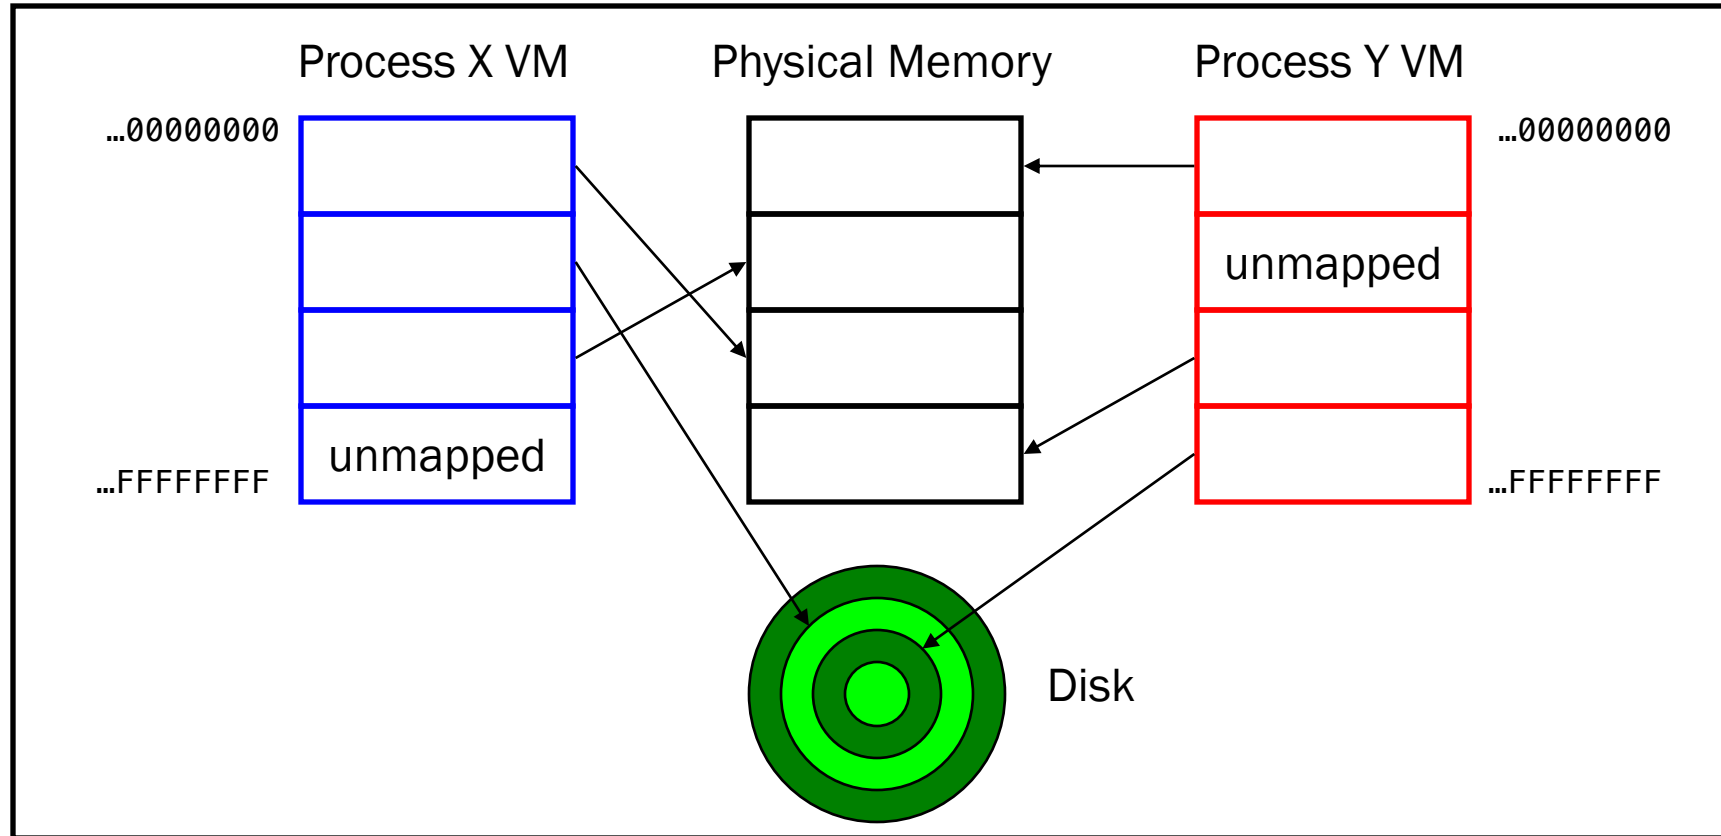 Process X VM
Physical Memory
Process Y VM
…00000000
…00000000
unmapped
unmapped
…FFFFFFFF
…FFFFFFFF
Disk